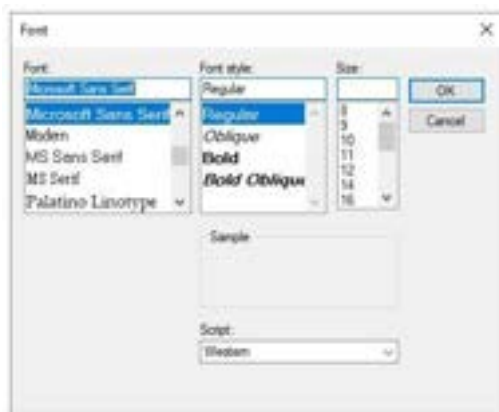 Font
Font:
Microsoft Sans Serif
Microsoft Sans Serif
Modern
MS Sans Serif
MS Serif
Palatino Linotype
Font style:
Regular
Regular
Oblique
Bold
Bold Oblique
Size:
8
9
10
11
12
14
16
OK
Cancel
Sample
Script:
Western